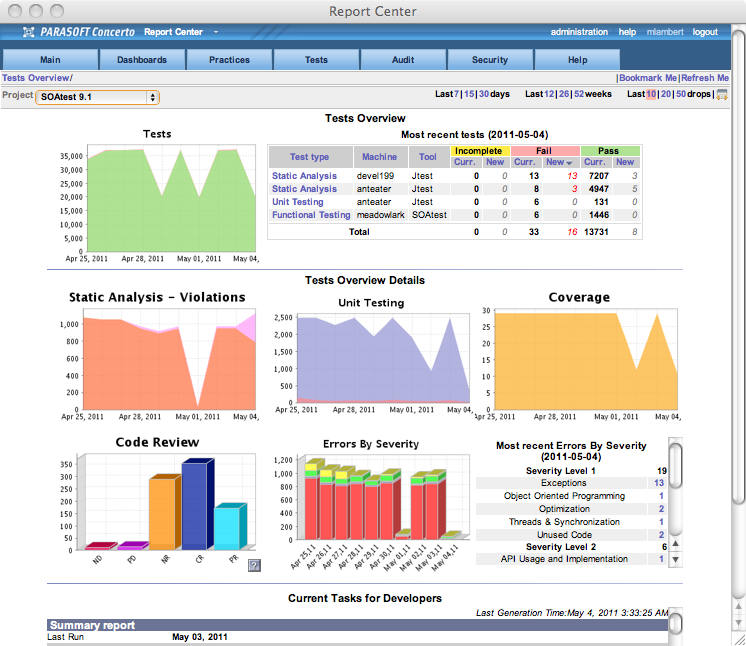 Report Center
PARASOFT Concerto Report Center
administration help mlambert logout
Main Dashboards Practices Tests Audit Security Help
Tests Overview/ |Bookmark Me|Refresh Me
Project SOAtest 9.1 Last 7|15|30 days Last 12|26|52 weeks Last 10|20|50 drops|
Tests Overview
Tests
35,000
30,000
25,000
20,000
15,000
10,000
5,000
0
Apr 25, 2011 Apr 28, 2011 May 01, 2011 May 04,
Most recent tests (2011-05-04)
Test type Machine Tool Incomplete Fail Pass
Curr. New Curr. New Curr. New
Static Analysis devel199 Jtest 0 0 13 13 7207 3
Static Analysis anteater Jtest 0 0 8 3 4947 5
Unit Testing anteater Jtest 0 0 6 0 131 0
Functional Testing meadowlark SOAtest 0 0 6 0 1446 0
Total 0 0 33 16 13731 8
Tests Overview Details
Static Analysis - Violations
1,000
800
600
400
200
0
Apr 25, 2011 Apr 28, 2011 May 01, 2011 May 04,
Unit Testing
2,500
2,000
1,500
1,000
500
0
Apr 25, 2011 Apr 28, 2011 May 01, 2011 May 04,
Coverage
30
25
20
15
10
5
0
Apr 25, 2011 Apr 28, 2011 May 01, 2011 May 04,
Code Review
350
300
250
200
150
100
50
0
ND PD NR CR PR
?
Errors By Severity
1,200
1,000
800
600
400
200
0
Apr 25,11 Apr 26,11 Apr 27,11 Apr 28,11 Apr 29,11 Apr 30,11 May 01,11 May 02,11 May 03,11 May 04,11
Most recent Errors By Severity
(2011-05-04)
Severity Level 1 19
Exceptions 13
Object Oriented Programming 1
Optimization 2
Threads & Synchronization 1
Unused Code 2
Severity Level 2 6
API Usage and Implementation 1
Current Tasks for Developers
Last Generation Time:May 4, 2011 3:33:25 AM
Summary report
Last Run May 03, 2011